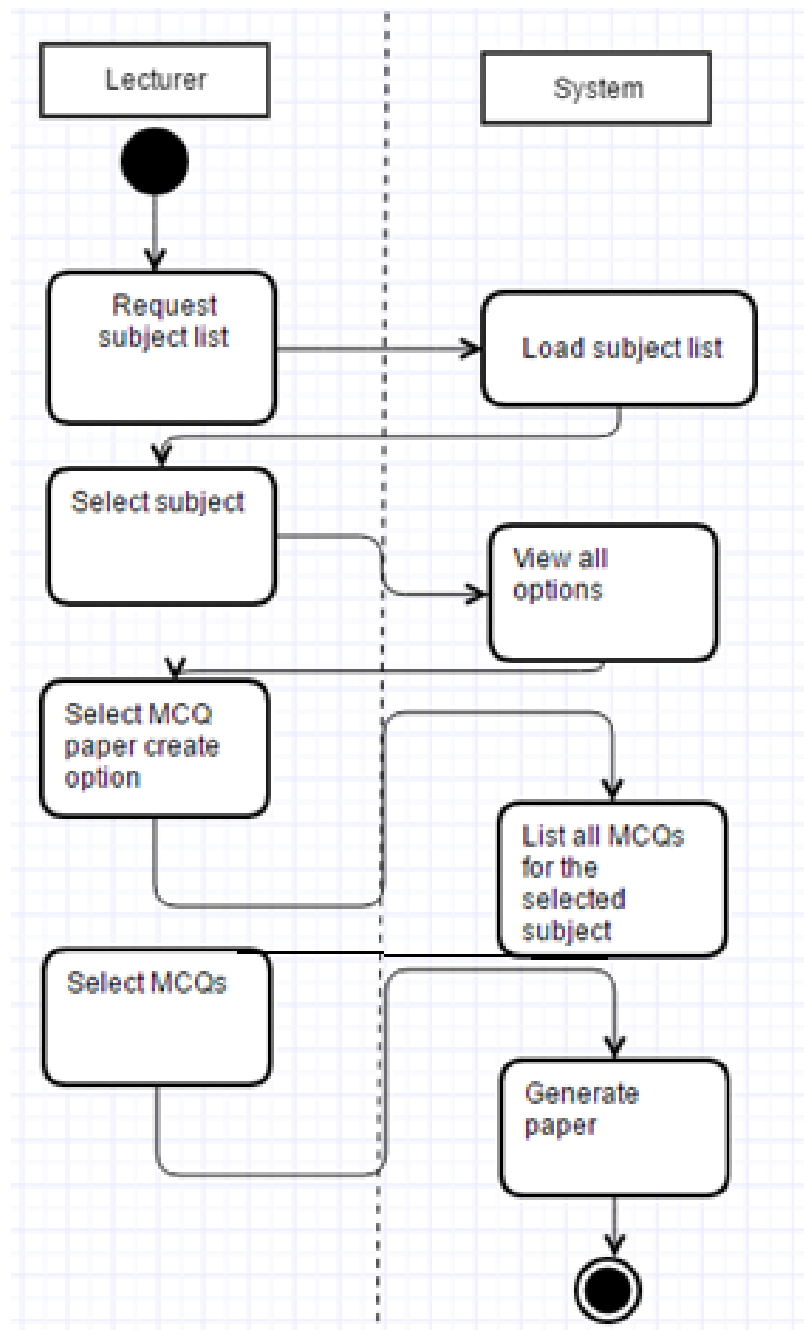 Lecturer
System
Request
subject list
Load subject list
Select subject
View all
options
Select MCQ
paper create
option
List all MCQs
for the
selected
subject
Select MCQs
Generate
paper